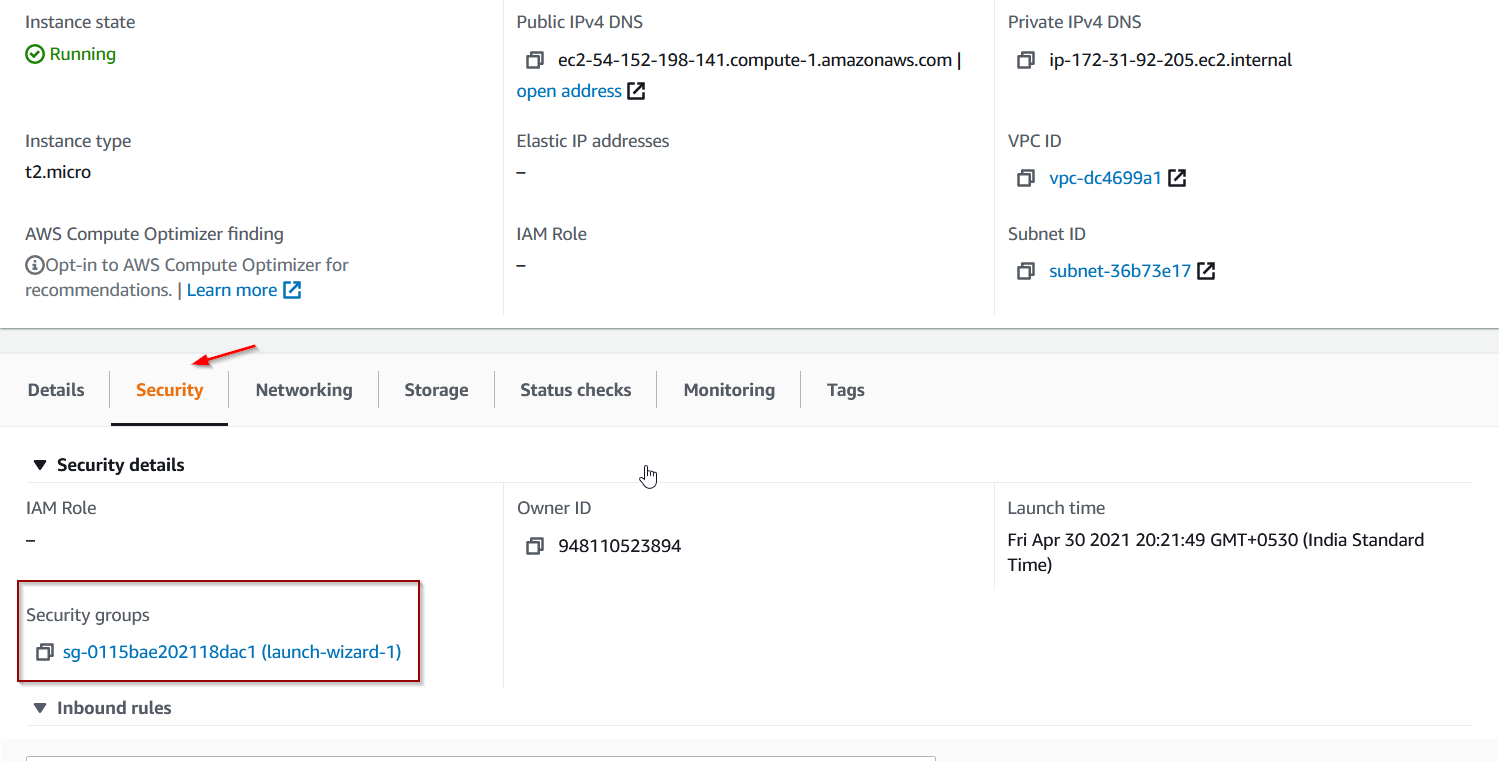 Instance state
Running
Public IPv4 DNS
ec2-54-152-198-141.compute-1.amazonaws.com |
open address
Private IPv4 DNS
ip-172-31-92-205.ec2.internal
Instance type
t2.micro
Elastic IP addresses
–
VPC ID
vpc-dc4699a1
AWS Compute Optimizer finding
Opt-in to AWS Compute Optimizer for
recommendations. | Learn more
IAM Role
–
Subnet ID
subnet-36b73e17
Details
Security
Networking
Storage
Status checks
Monitoring
Tags
Security details
IAM Role
–
Owner ID
948110523894
Launch time
Fri Apr 30 2021 20:21:49 GMT+0530 (India Standard
Time)
Security groups
sg-0115bae202118dac1 (launch-wizard-1)
Inbound rules